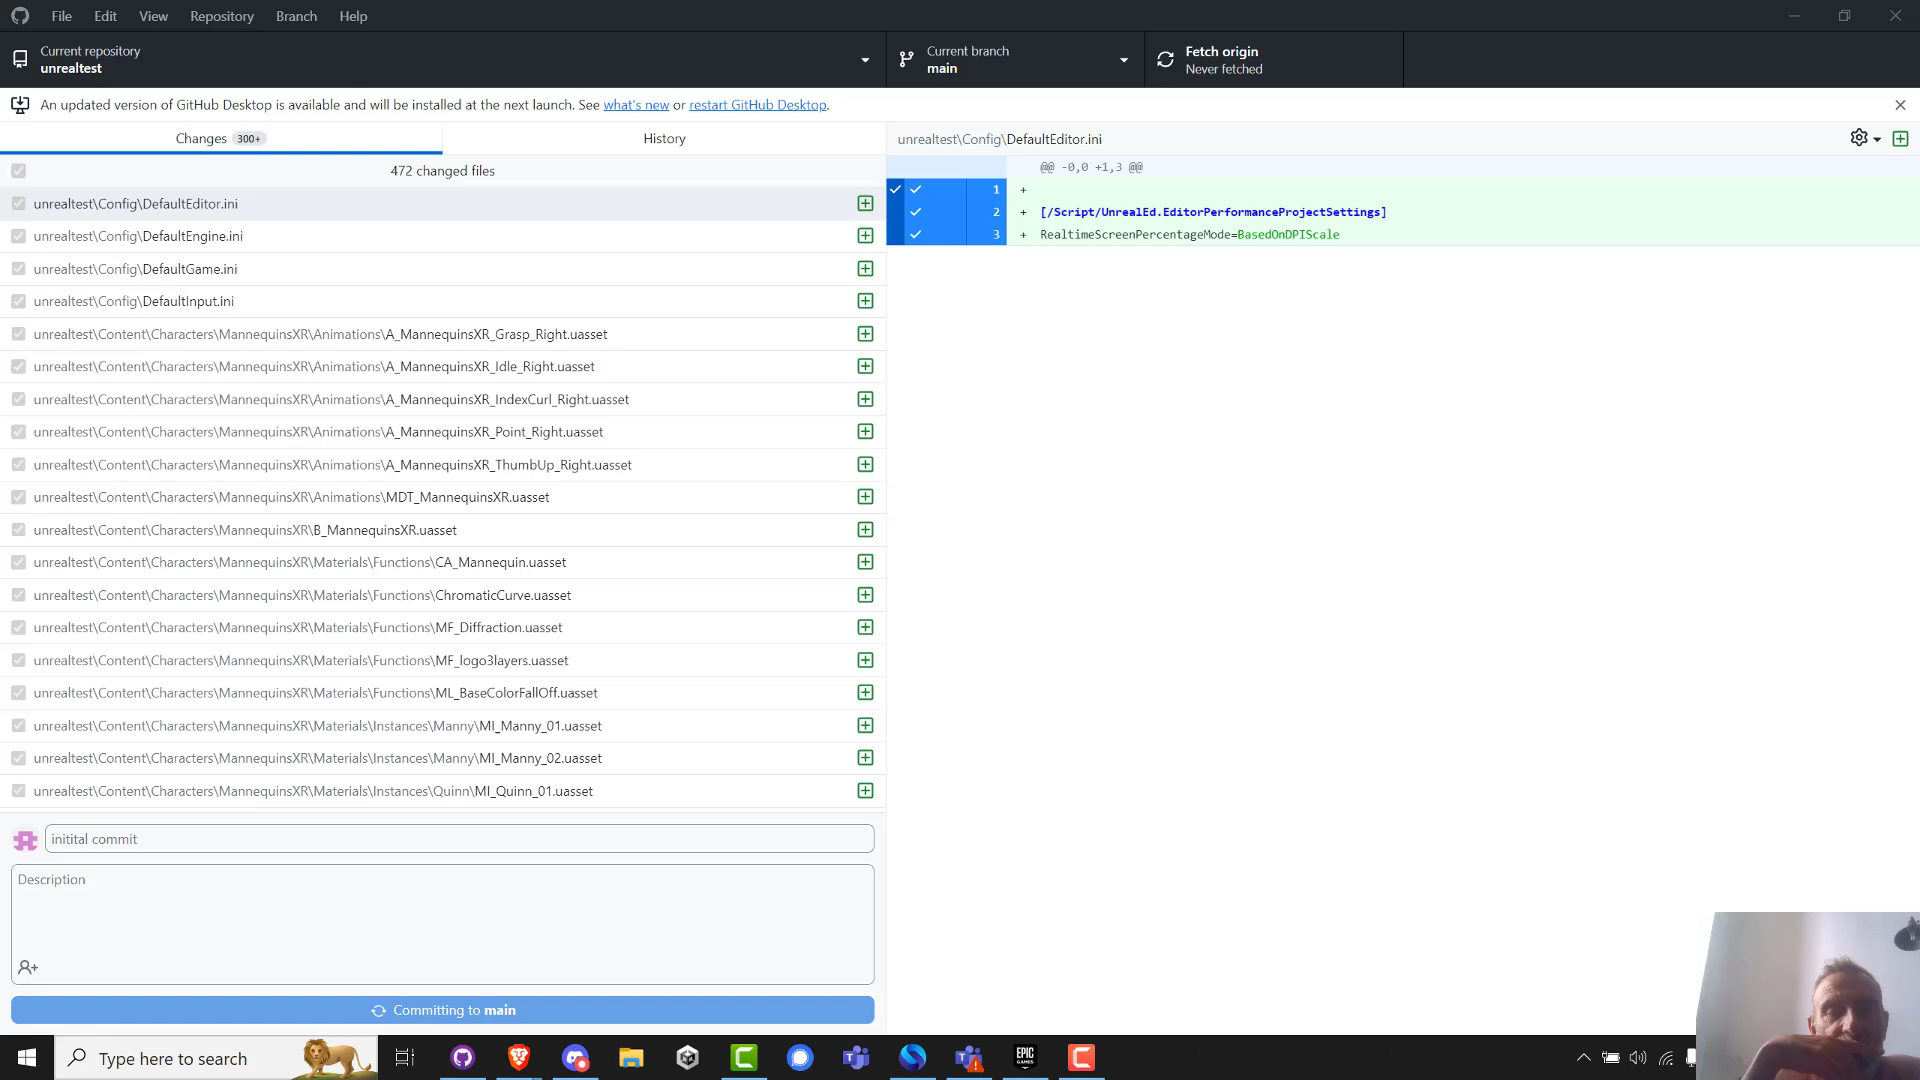 File Edit View Repository Branch Help
Current repository
unrealtest
Current branch
main
Fetch origin
Never fetched
An updated version of GitHub Desktop is available and will be installed at the next launch. See what's new or restart GitHub Desktop.
Changes 300+
History
unrealtest\Config\DefaultEditor.ini
472 changed files
@@ -0,0 +1,3 @@
1 +
2 + [/Script/UnrealEd.EditorPerformanceProjectSettings]
3 + RealtimeScreenPercentageMode=BasedOnDPIScale
unrealtest\Config\DefaultEditor.ini
unrealtest\Config\DefaultEngine.ini
unrealtest\Config\DefaultGame.ini
unrealtest\Config\DefaultInput.ini
unrealtest\Content\Characters\MannequinsXR\Animations\A_MannequinsXR_Grasp_Right.uasset
unrealtest\Content\Characters\MannequinsXR\Animations\A_MannequinsXR_Idle_Right.uasset
unrealtest\Content\Characters\MannequinsXR\Animations\A_MannequinsXR_IndexCurl_Right.uasset
unrealtest\Content\Characters\MannequinsXR\Animations\A_MannequinsXR_Point_Right.uasset
unrealtest\Content\Characters\MannequinsXR\Animations\A_MannequinsXR_ThumbUp_Right.uasset
unrealtest\Content\Characters\MannequinsXR\Animations\MDT_MannequinsXR.uasset
unrealtest\Content\Characters\MannequinsXR\B_MannequinsXR.uasset
unrealtest\Content\Characters\MannequinsXR\Materials\Functions\CA_Mannequin.uasset
unrealtest\Content\Characters\MannequinsXR\Materials\Functions\ChromaticCurve.uasset
unrealtest\Content\Characters\MannequinsXR\Materials\Functions\MF_Diffraction.uasset
unrealtest\Content\Characters\MannequinsXR\Materials\Functions\MF_logo3layers.uasset
unrealtest\Content\Characters\MannequinsXR\Materials\Functions\ML_BaseColorFallOff.uasset
unrealtest\Content\Characters\MannequinsXR\Materials\Instances\Manny\MI_Manny_01.uasset
unrealtest\Content\Characters\MannequinsXR\Materials\Instances\Manny\MI_Manny_02.uasset
unrealtest\Content\Characters\MannequinsXR\Materials\Instances\Quinn\MI_Quinn_01.uasset
initital commit
Description
Committing to main
Type here to search
EPIC
GAMES